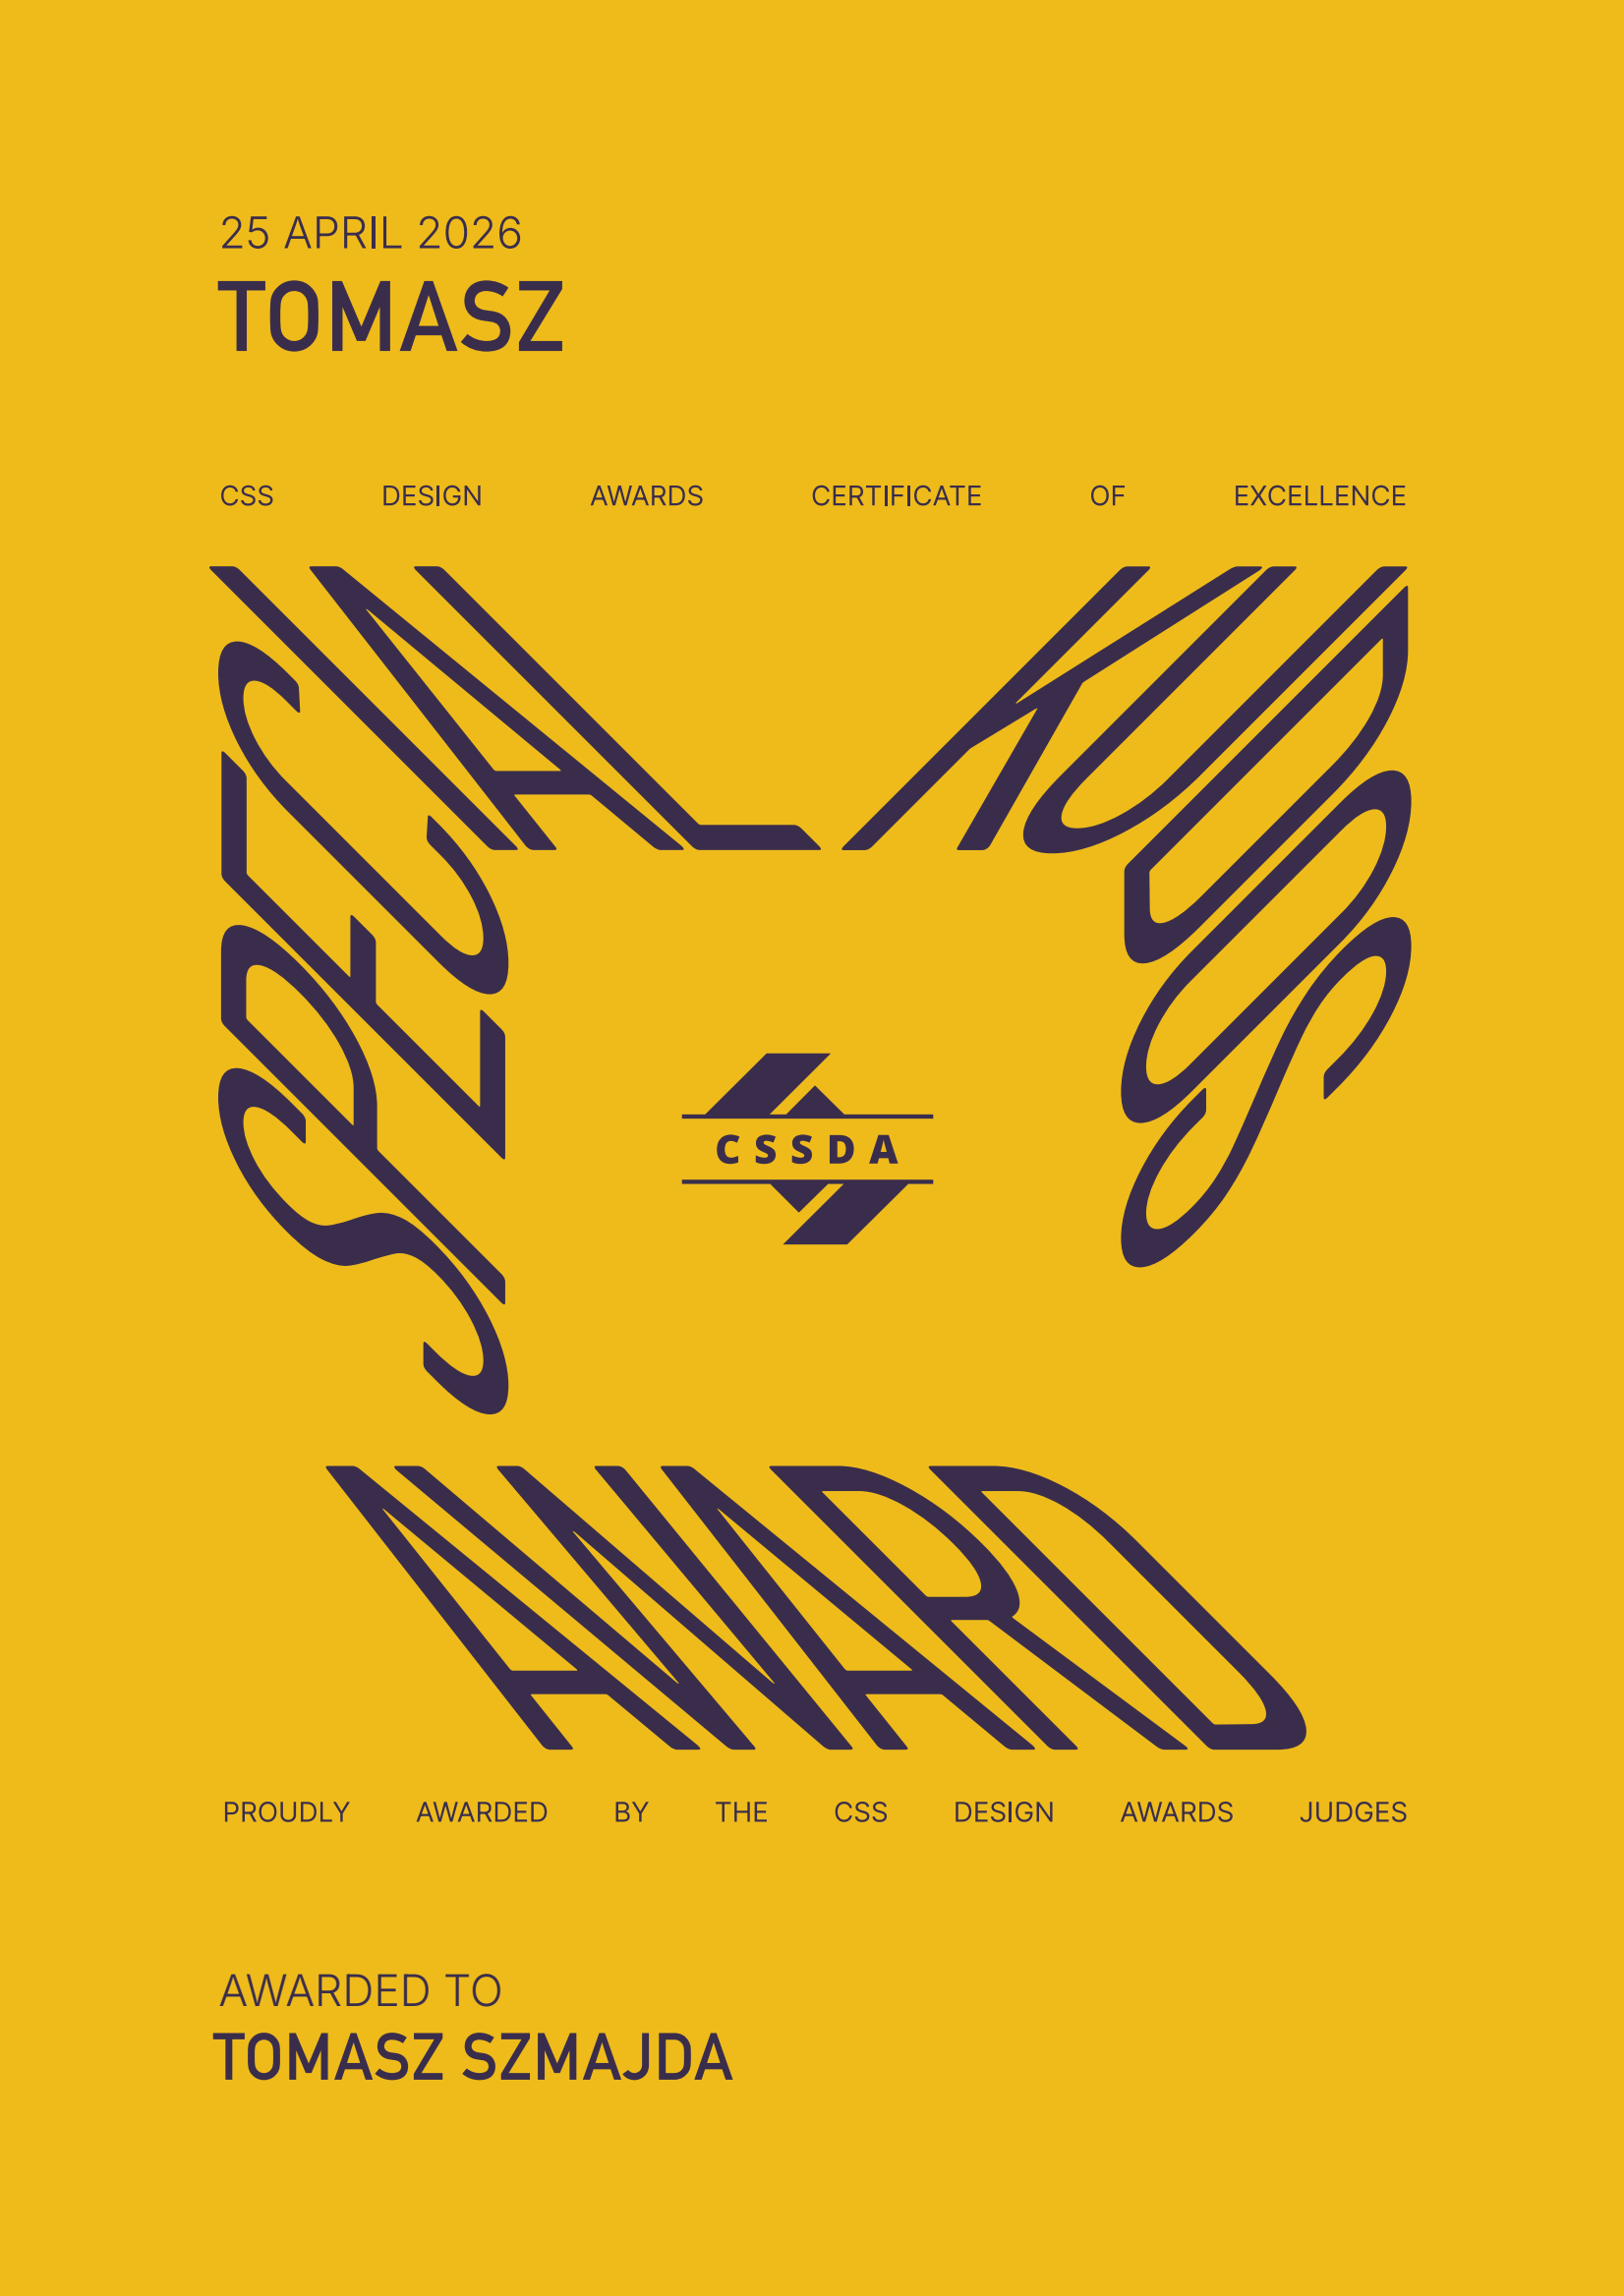 25 APRIL 2026
TOMASZ
CSS DESIGN AWARDS CERTIFICATE OF EXCELLENCE
SPECIAL
KUDOS
CSSDA
AWARD
PROUDLY AWARDED BY THE CSS DESIGN AWARDS JUDGES
AWARDED TO
TOMASZ SZMAJDA